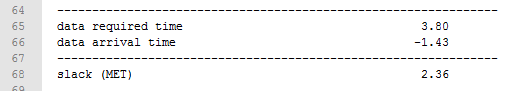 64 --------------------------------------------------------------
65 data required time 3.80
66 data arrival time -1.43
67 --------------------------------------------------------------
68 slack (MET) 2.36
69